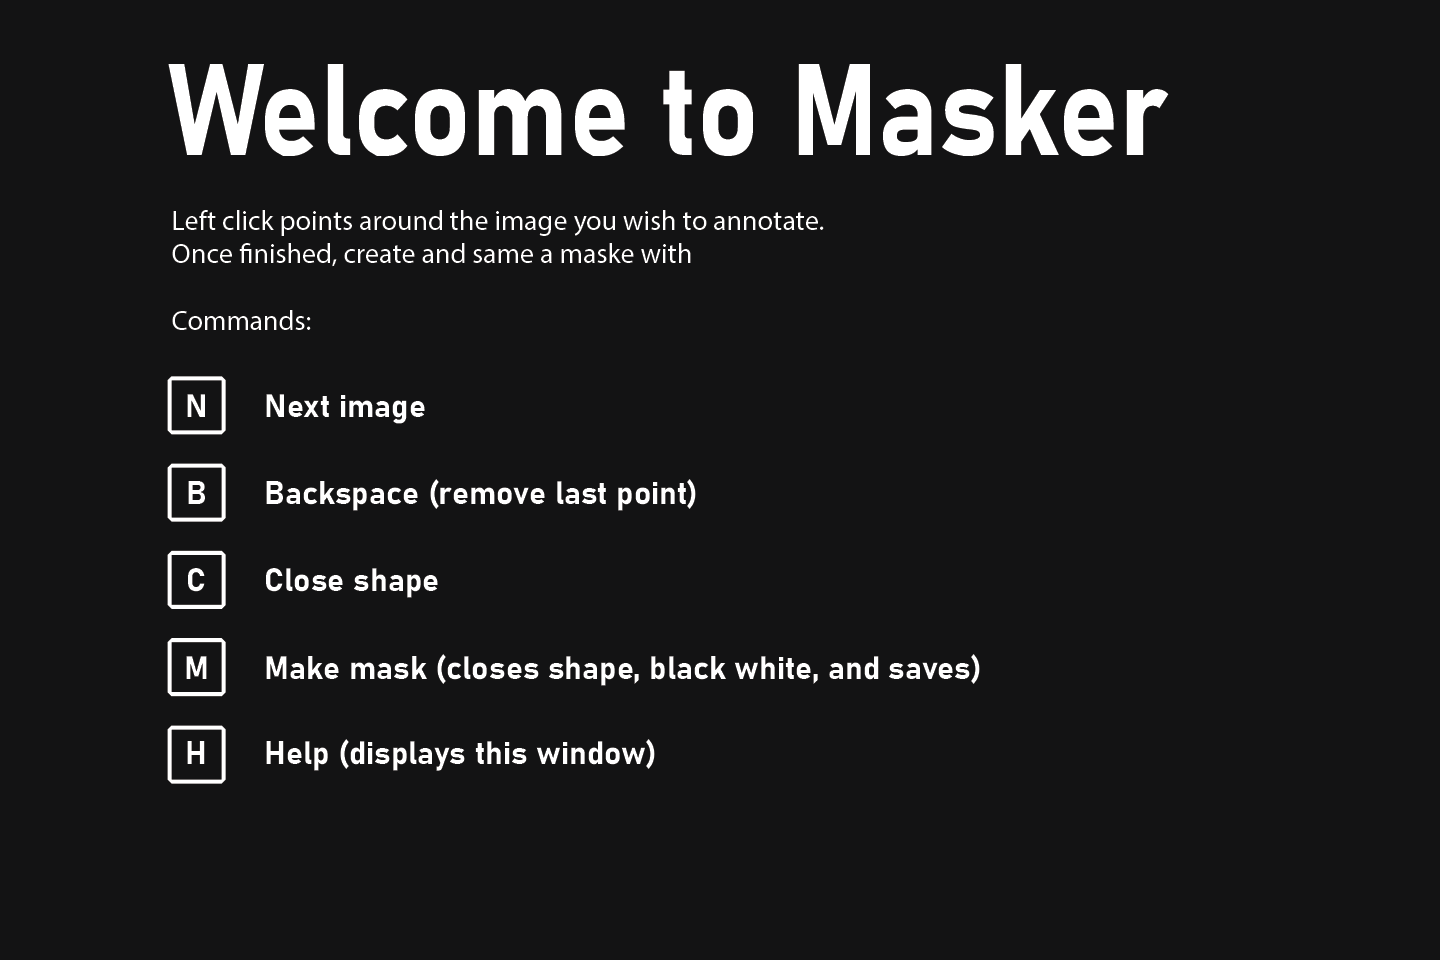 Welcome to Masker
Left click points around the image you wish to annotate.
Once finished, create and same a maske with
Commands:
N Next image
B Backspace (remove last point)
C Close shape
M Make mask (closes shape, black white, and saves)
H Help (displays this window)